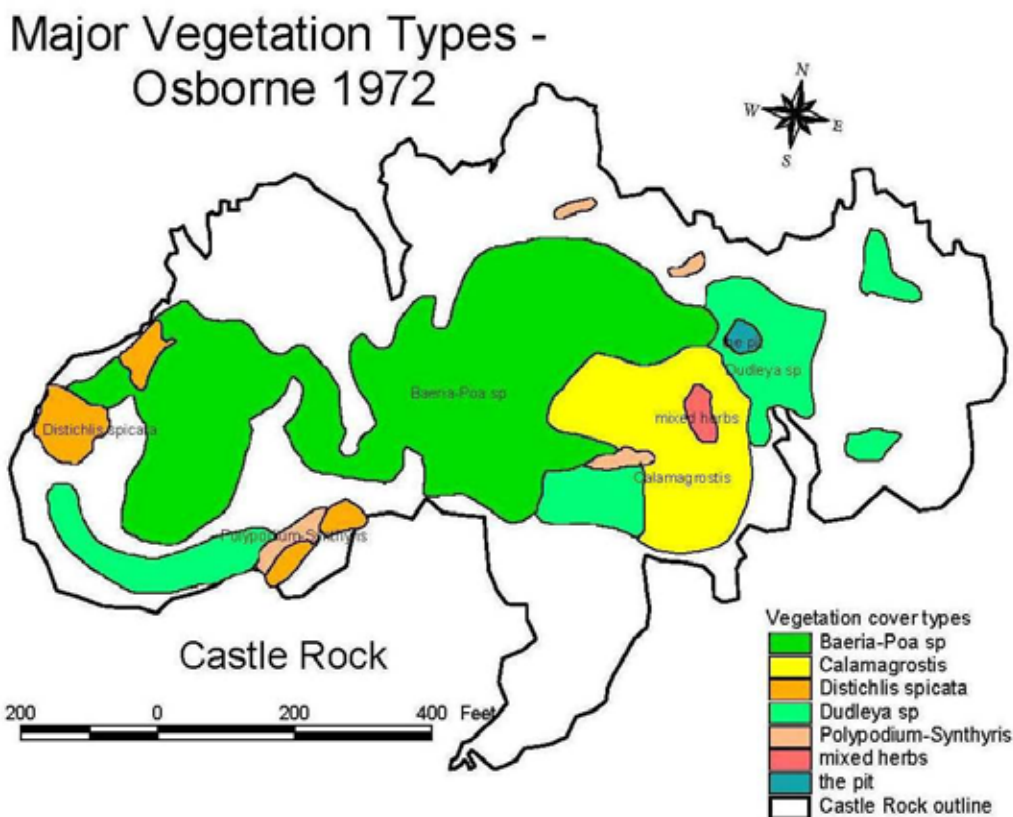 Major Vegetation Types -
Osborne 1972
N
W
E
S
Baeria-Poa sp
he pit
Dudleya sp
mixed herbs
Distichlis spicata
Calamagrostis
Polypodium-Synthyris
Castle Rock
200 0 200 400 Feet
Vegetation cover types
Baeria-Poa sp
Calamagrostis
Distichlis spicata
Dudleya sp
Polypodium-Synthyris
mixed herbs
the pit
Castle Rock outline